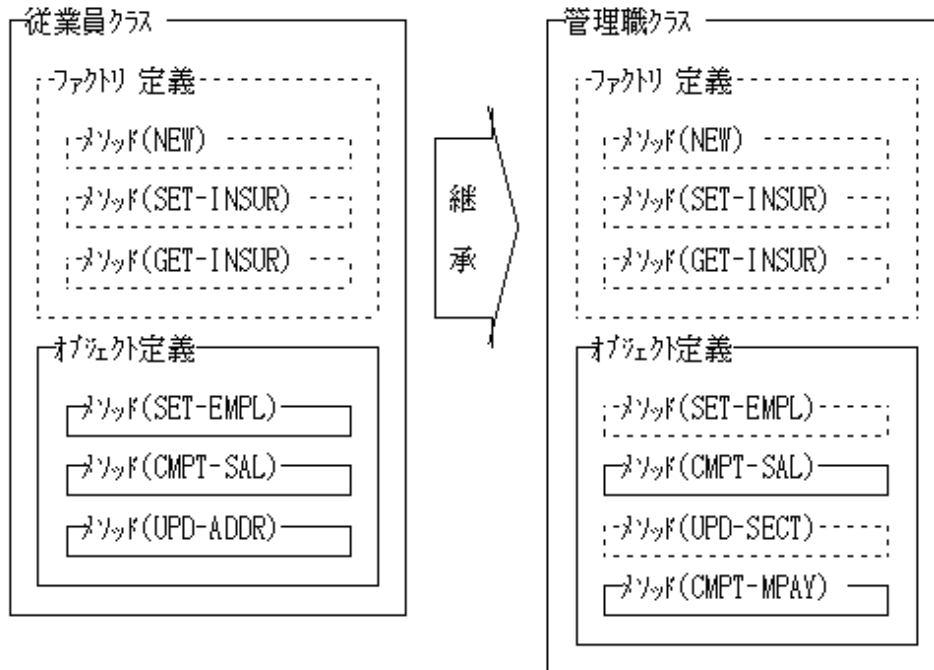 従業員クラス
ファクトリ 定義
メソッド(NEW)
メソッド(SET-INSUR)
メソッド(GET-INSUR)
オブジェクト定義
メソッド(SET-EMPL)
メソッド(CMPT-SAL)
メソッド(UPD-ADDR)
継
承
管理職クラス
ファクトリ 定義
メソッド(NEW)
メソッド(SET-INSUR)
メソッド(GET-INSUR)
オブジェクト定義
メソッド(SET-EMPL)
メソッド(CMPT-SAL)
メソッド(UPD-SECT)
メソッド(CMPT-MPAY)